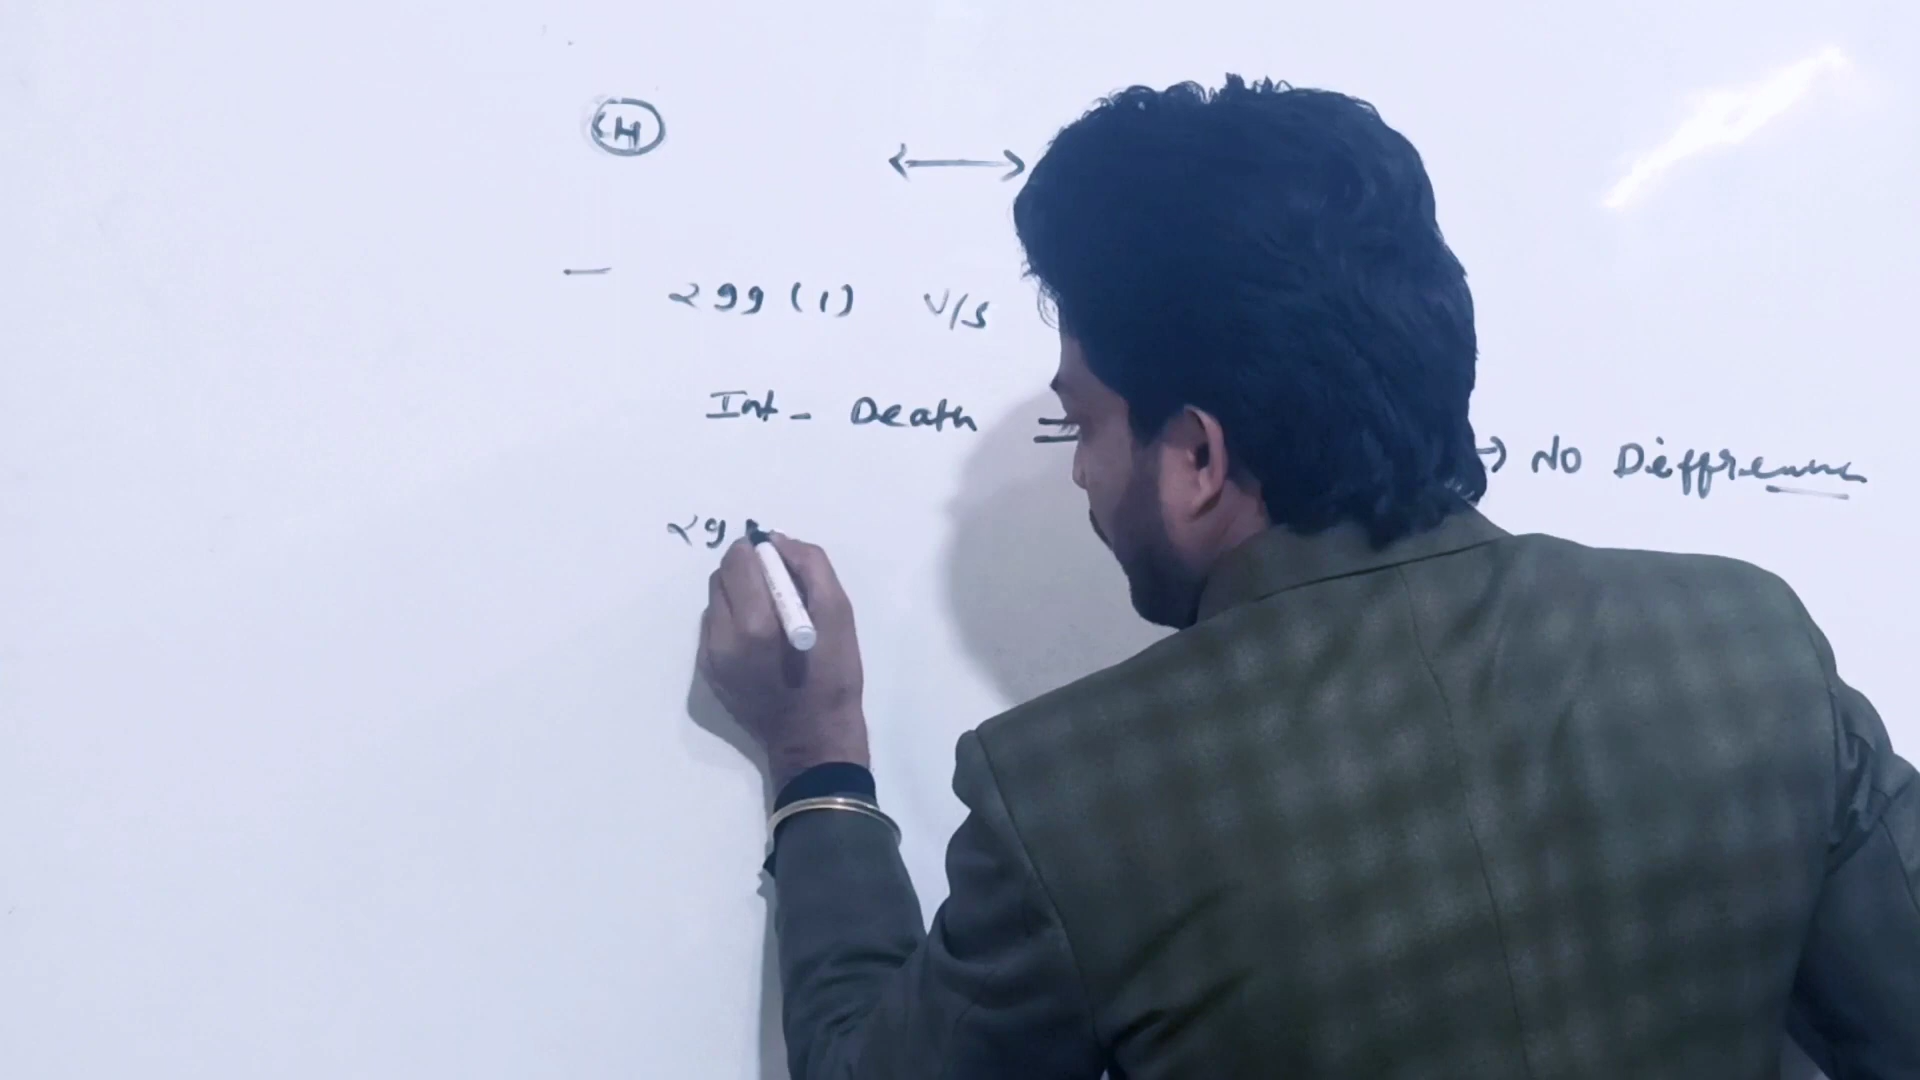 H
299 (1) v/s
Int - Death =
→ No Diffrence
29